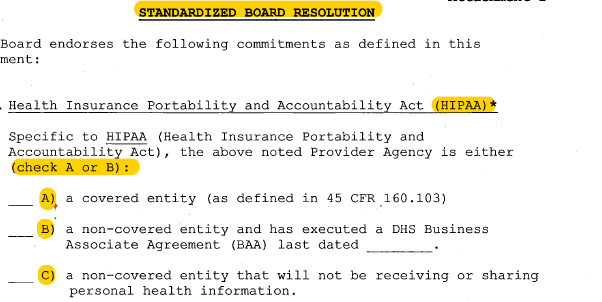 STANDARDIZED BOARD RESOLUTION
Board endorses the following commitments as defined in this
ment:
Health Insurance Portability and Accountability Act (HIPAA)*
Specific to HIPAA (Health Insurance Portability and
Accountability Act), the above noted Provider Agency is either
(check A or B):
___ A) a covered entity (as defined in 45 CFR 160.103)
___ B) a non-covered entity and has executed a DHS Business
Associate Agreement (BAA) last dated ________.
___ C) a non-covered entity that will not be receiving or sharing
personal health information.